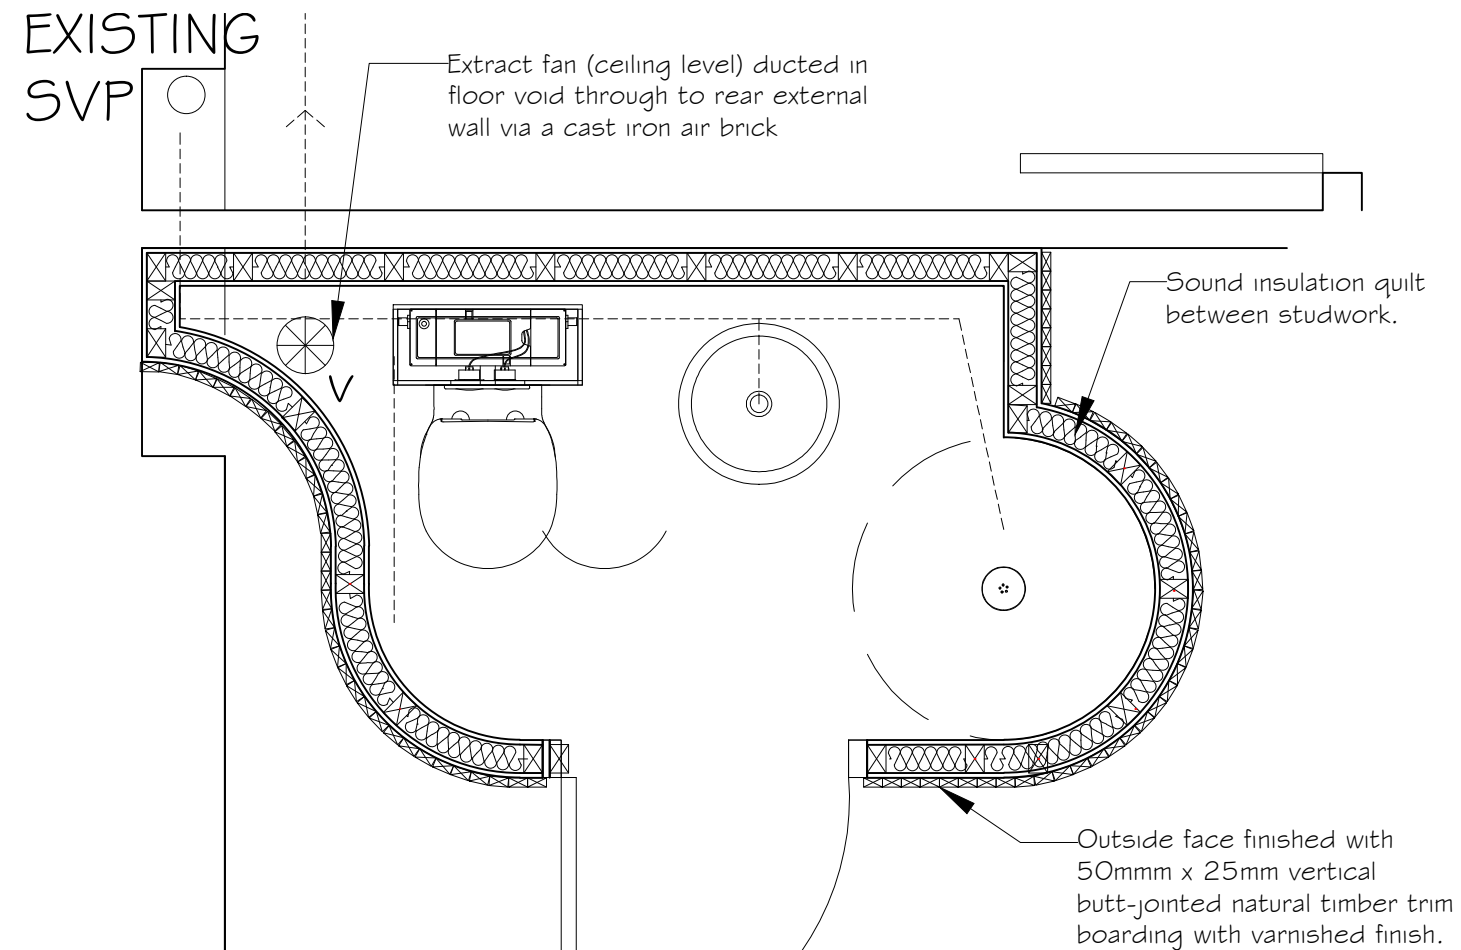 EXISTING
SVP
Extract fan (ceiling level) ducted in
floor void through to rear external
wall via a cast iron air brick
Sound insulation quilt
between studwork.
V
Outside face finished with
50mmm x 25mm vertical
butt-jointed natural timber trim
boarding with varnished finish.